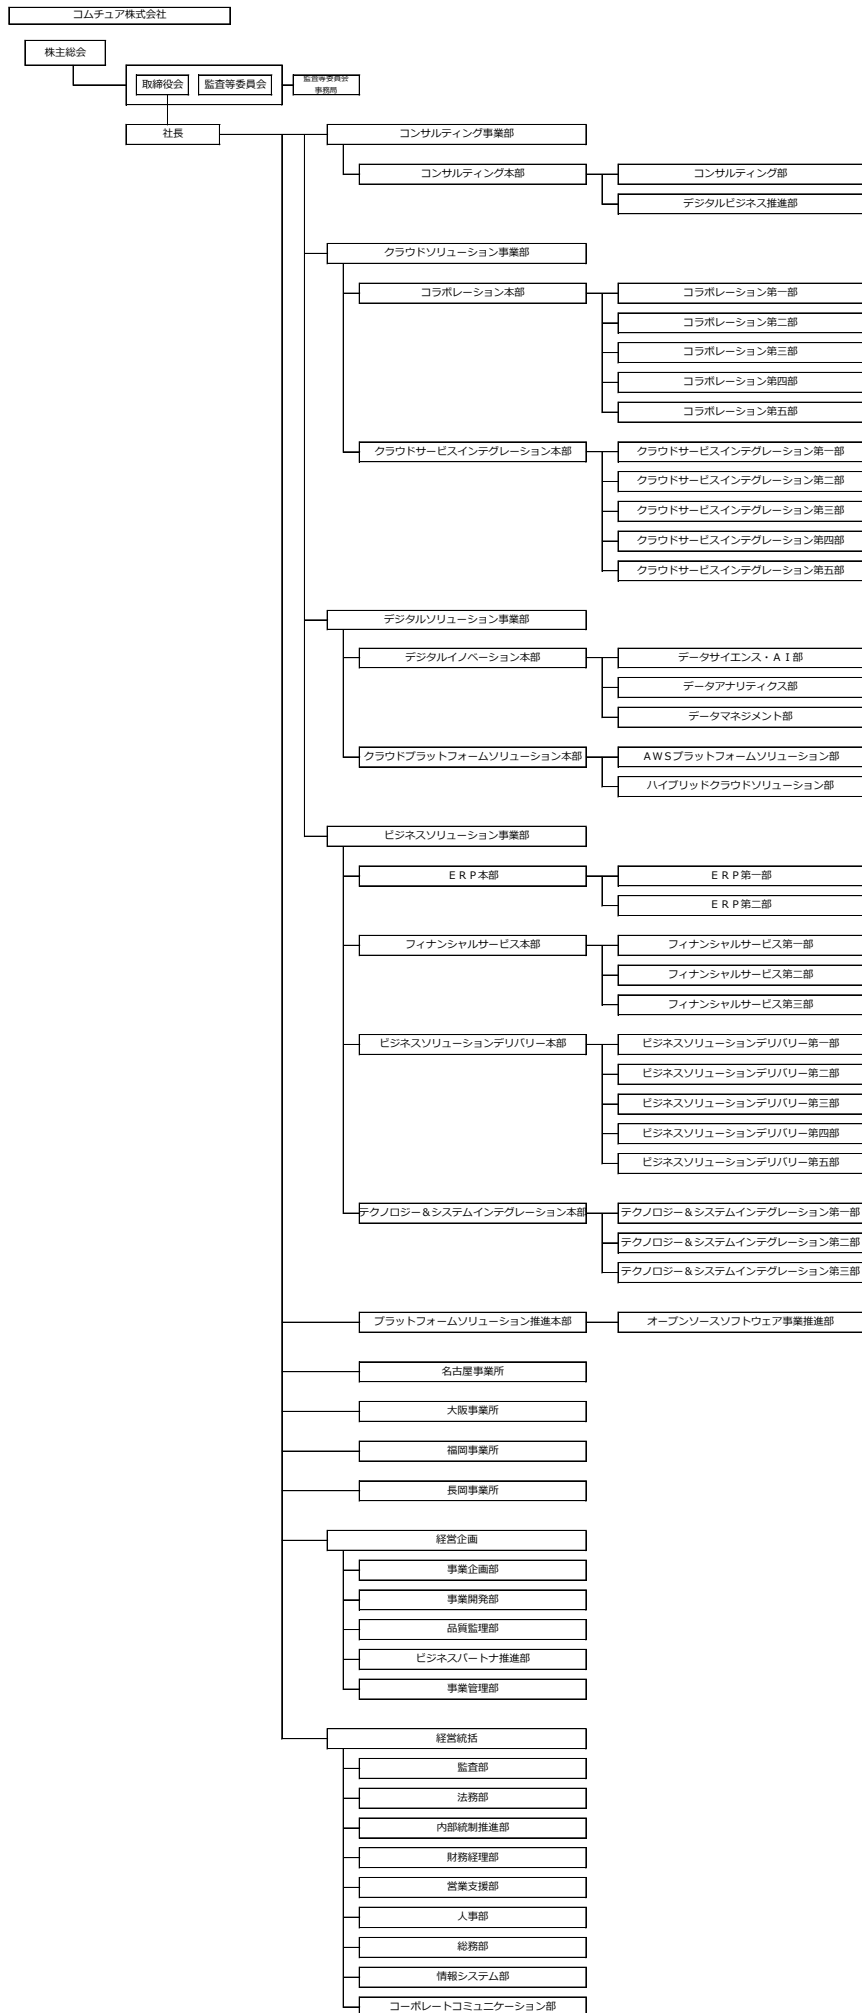 コムチュア株式会社
株主総会
取締役会
監査等委員会
監査等委員会
事務局
社長
コンサルティング事業部
コンサルティング本部
コンサルティング部
デジタルビジネス推進部
クラウドソリューション事業部
コラボレーション本部
コラボレーション第一部
コラボレーション第二部
コラボレーション第三部
コラボレーション第四部
コラボレーション第五部
クラウドサービスインテグレーション本部
クラウドサービスインテグレーション第一部
クラウドサービスインテグレーション第二部
クラウドサービスインテグレーション第三部
クラウドサービスインテグレーション第四部
クラウドサービスインテグレーション第五部
デジタルソリューション事業部
デジタルイノベーション本部
データサイエンス・ＡＩ部
データアナリティクス部
データマネジメント部
クラウドプラットフォームソリューション本部
ＡＷＳプラットフォームソリューション部
ハイブリッドクラウドソリューション部
ビジネスソリューション事業部
ＥＲＰ本部
ＥＲＰ第一部
ＥＲＰ第二部
フィナンシャルサービス本部
フィナンシャルサービス第一部
フィナンシャルサービス第二部
フィナンシャルサービス第三部
ビジネスソリューションデリバリー本部
ビジネスソリューションデリバリー第一部
ビジネスソリューションデリバリー第二部
ビジネスソリューションデリバリー第三部
ビジネスソリューションデリバリー第四部
ビジネスソリューションデリバリー第五部
テクノロジー＆システムインテグレーション本部
テクノロジー＆システムインテグレーション第一部
テクノロジー＆システムインテグレーション第二部
テクノロジー＆システムインテグレーション第三部
プラットフォームソリューション推進本部
オープンソースソフトウェア事業推進部
名古屋事業所
大阪事業所
福岡事業所
長岡事業所
経営企画
事業企画部
事業開発部
品質監理部
ビジネスパートナ推進部
事業管理部
経営統括
監査部
法務部
内部統制推進部
財務経理部
営業支援部
人事部
総務部
情報システム部
コーポレートコミュニケーション部